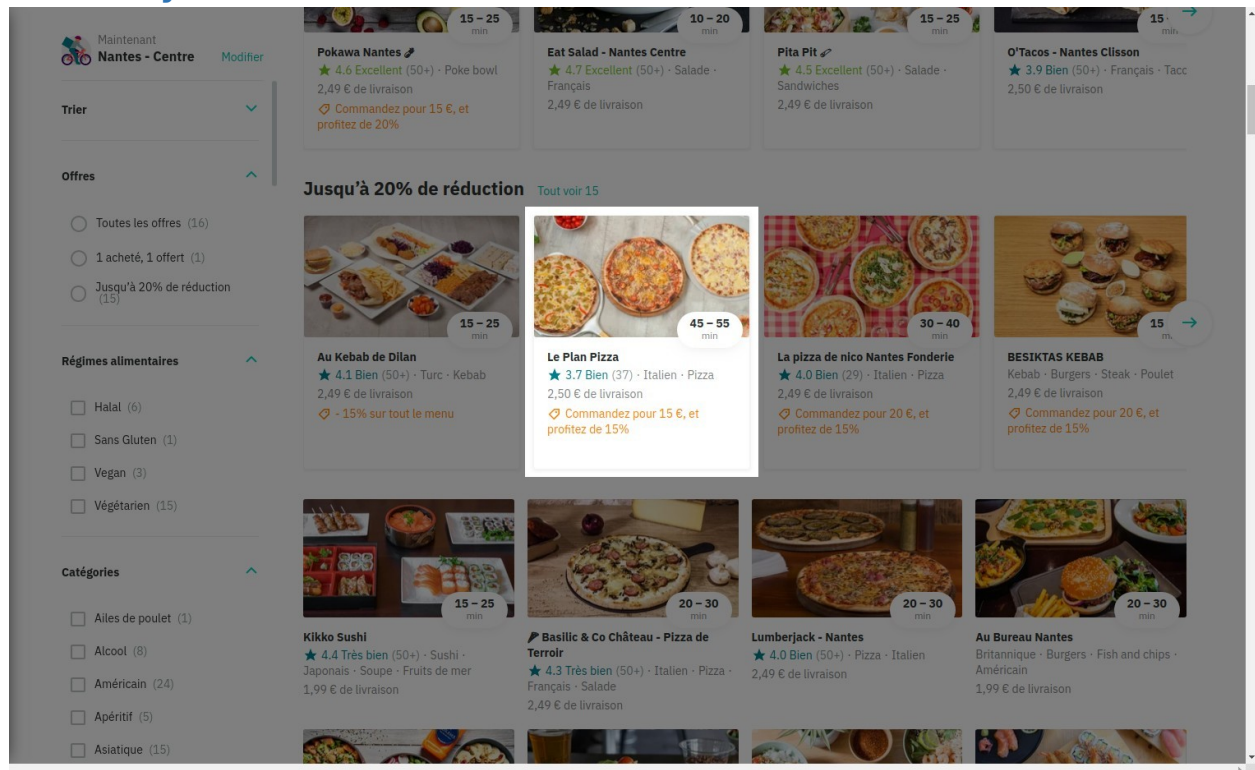 Maintenant
Nantes - Centre Modifier
Trier
Offres
Toutes les offres (16)
1 acheté, 1 offert (1)
Jusqu'à 20% de réduction
(15)
Régimes alimentaires
Halal (6)
Sans Gluten (1)
Vegan (3)
Végétarien (15)
Catégories
Ailes de poulet (1)
Alcool (8)
Américain (24)
Apéritif (5)
Asiatique (15)
15 – 25
min
Pokawa Nantes
4.6 Excellent (50+) · Poke bowl
2,49 € de livraison
Commandez pour 15 €, et
profitez de 20%
10 – 20
min
Eat Salad - Nantes Centre
4.7 Excellent (50+) · Salade ·
Français
2,49 € de livraison
15 – 25
min
Pita Pit
4.5 Excellent (50+) · Salade ·
Sandwiches
2,49 € de livraison
15
min
O'Tacos - Nantes Clisson
3.9 Bien (50+) · Français · Tacc
2,50 € de livraison
Jusqu'à 20% de réduction Tout voir 15
15 – 25
min
Au Kebab de Dilan
4.1 Bien (50+) · Turc · Kebab
2,49 € de livraison
- 15% sur tout le menu
45 – 55
min
Le Plan Pizza
3.7 Bien (37) · Italien · Pizza
2,50 € de livraison
Commandez pour 15 €, et
profitez de 15%
30 – 40
min
La pizza de nico Nantes Fonderie
4.0 Bien (29) · Italien · Pizza
2,49 € de livraison
Commandez pour 20 €, et
profitez de 15%
15
BESIKTAS KEBAB
Kebab · Burgers · Steak · Poulet
2,49 € de livraison
Commandez pour 20 €, et
profitez de 15%
15 – 25
min
Kikko Sushi
4.4 Très bien (50+) · Sushi ·
Japonais · Soupe · Fruits de mer
1,99 € de livraison
20 – 30
min
Basilic & Co Château - Pizza de
Terroir
4.3 Très bien (50+) · Italien · Pizza ·
Français · Salade
2,49 € de livraison
20 – 30
min
Lumberjack - Nantes
4.0 Bien (50+) · Pizza · Italien
2,49 € de livraison
20 – 30
min
Au Bureau Nantes
Britannique · Burgers · Fish and chips ·
Américain
1,99 € de livraison